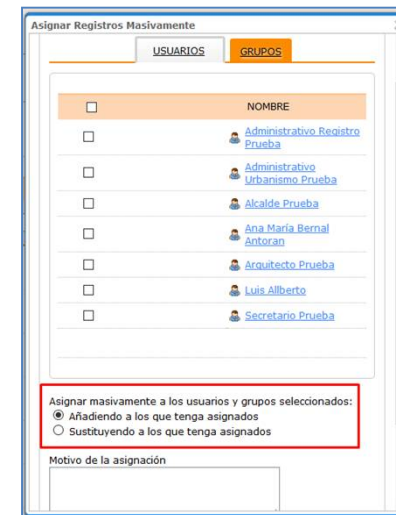 Asignar Registros Masivamente
USUARIOS GRUPOS
NOMBRE
Administrativo Registro
Prueba
Administrativo
Urbanismo Prueba
Alcalde Prueba
Ana María Bernal
Antoran
Arquitecto Prueba
Luis Allberto
Secretario Prueba
Asignar masivamente a los usuarios y grupos seleccionados:
Añadiendo a los que tenga asignados
Sustituyendo a los que tenga asignados
Motivo de la asignación